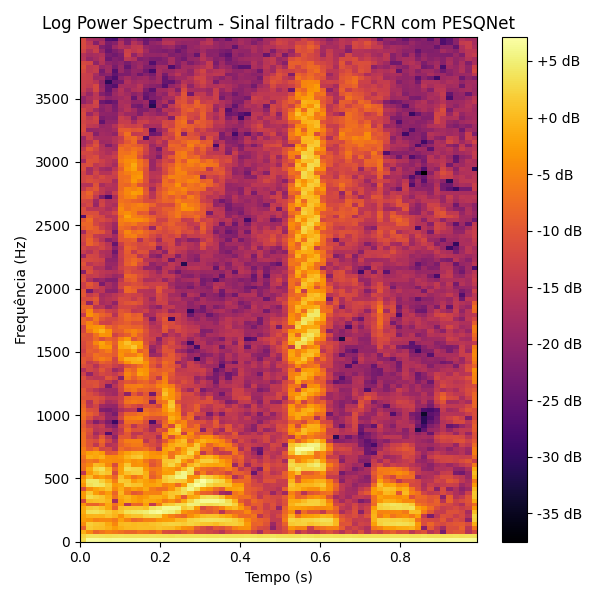 Log Power Spectrum - Sinal filtrado - FCRN com PESQNet
Frequência (Hz)
3500
3000
2500
2000
1500
1000
500
0
0.0 0.2 0.4 0.6 0.8
Tempo (s)
+5 dB
+0 dB
-5 dB
-10 dB
-15 dB
-20 dB
-25 dB
-30 dB
-35 dB